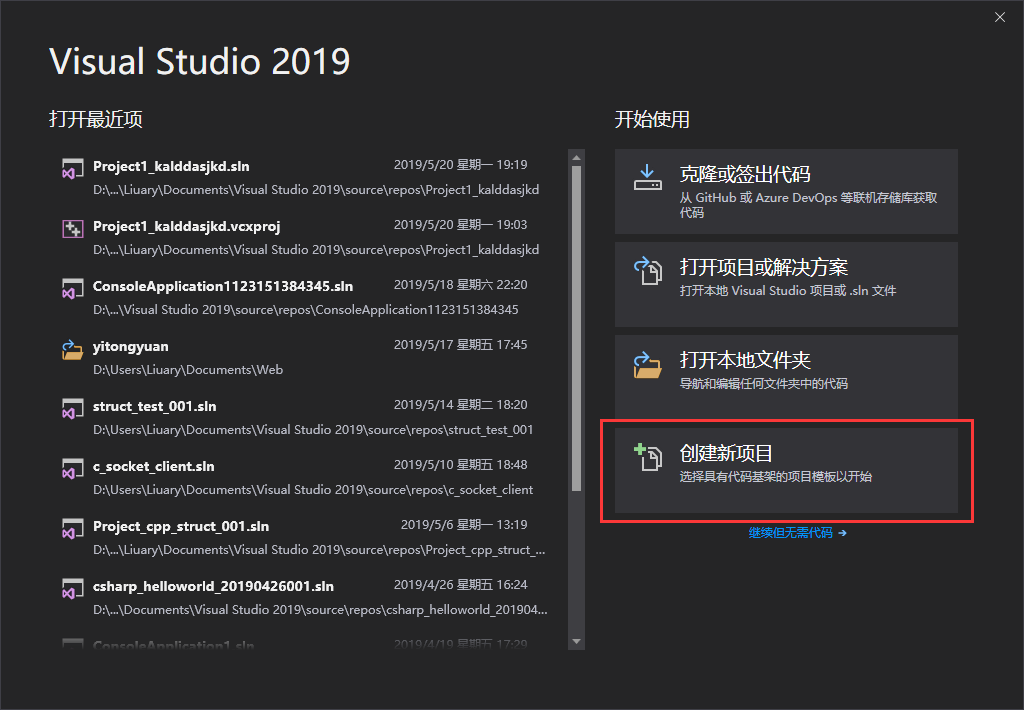 Visual Studio 2019
打开最近项
Project1_kalddasjkd.sln 2019/5/20 星期一 19:19
D:\...\Liuary\Documents\Visual Studio 2019\source\repos\Project1_kalddasjkd
Project1_kalddasjkd.vcxproj 2019/5/20 星期一 19:03
D:\...\Liuary\Documents\Visual Studio 2019\source\repos\Project1_kalddasjkd
ConsoleApplication1123151384345.sln 2019/5/18 星期六 22:20
D:\...\Visual Studio 2019\source\repos\ConsoleApplication1123151384345
yitongyuan 2019/5/17 星期五 17:45
D:\Users\Liuary\Documents\Web
struct_test_001.sln 2019/5/14 星期二 18:20
D:\Users\Liuary\Documents\Visual Studio 2019\source\repos\struct_test_001
c_socket_client.sln 2019/5/10 星期五 18:48
D:\Users\Liuary\Documents\Visual Studio 2019\source\repos\c_socket_client
Project_cpp_struct_001.sln 2019/5/6 星期一 13:19
D:\...\Liuary\Documents\Visual Studio 2019\source\repos\Project_cpp_struct_...
csharp_helloworld_20190426001.sln 2019/4/26 星期五 16:24
D:\...\Documents\Visual Studio 2019\source\repos\csharp_helloworld_201904...
ConsoleApplication1.sln 2019/4/19 星期五 17:29
开始使用
克隆或签出代码
从 GitHub 或 Azure DevOps 等联机存储库获取
代码
打开项目或解决方案
打开本地 Visual Studio 项目或 .sln 文件
打开本地文件夹
导航和编辑任何文件夹中的代码
创建新项目
选择具有代码基架的项目模板以开始
继续但无需代码 →